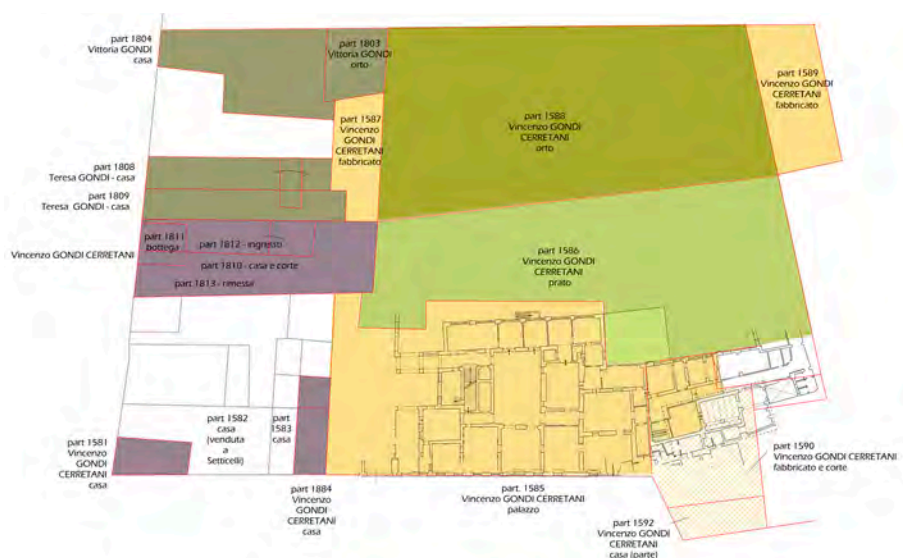 part 1804
Vittoria GONDI
casa
part 1803
Vittoria GONDI
orto
part 1589
Vincenzo GONDI
CERRETANI
fabbricato
part 1587
Vincenzo
GONDI
CERRETANI
fabbricato
part 1588
Vincenzo GONDI
CERRETANI
orto
part 1808
Teresa GONDI - casa
part 1809
Teresa GONDI - casa
part 1811
bottega
part 1812 - ingresso
Vincenzo GONDI CERRETANI
part 1810 - casa e corte
part 1813 - rimessa
part 1586
Vincenzo GONDI
CERRETANI
prato
part 1581
Vincenzo
GONDI
CERRETANI
casa
part 1582
casa
(venduta
a
Setticelli)
part
1583
casa
part 1884
Vincenzo
GONDI
CERRETANI
casa
part. 1585
Vincenzo GONDI CERRETANI
palazzo
part 1590
Vincenzo GONDI CERRETANI
fabbricato e corte
part 1592
Vincenzo GONDI
CERRETANI
casa (parte)